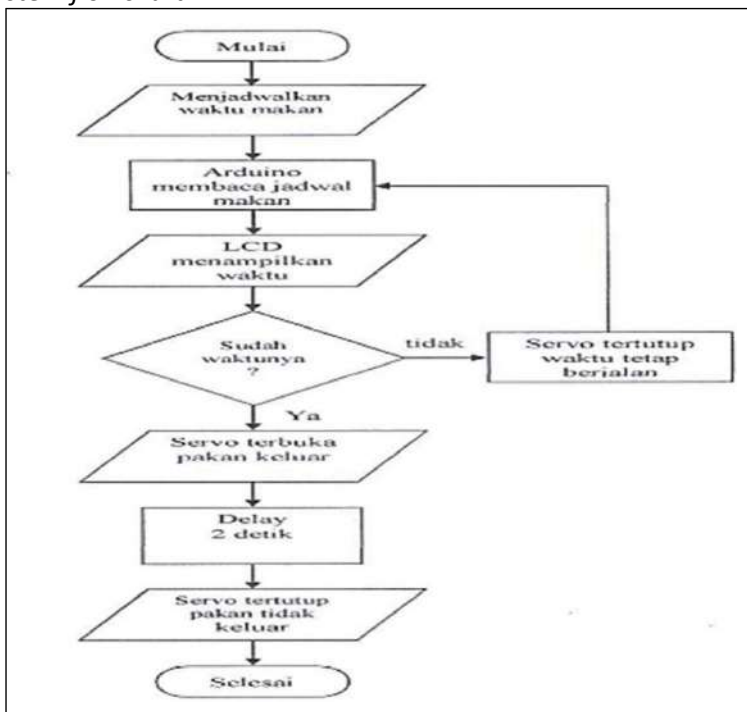 Mulai
Menjadwalkan
waktu makan
Arduino
membaca jadwal
makan
LCD
menampilkan
waktu
Sudah
waktunya
?
tidak
Servo tertutup
waktu tetap
berjalan
Ya
Servo terbuka
pakan keluar
Delay
2 detik
Servo tertutup
pakan tidak
keluar
Selesai